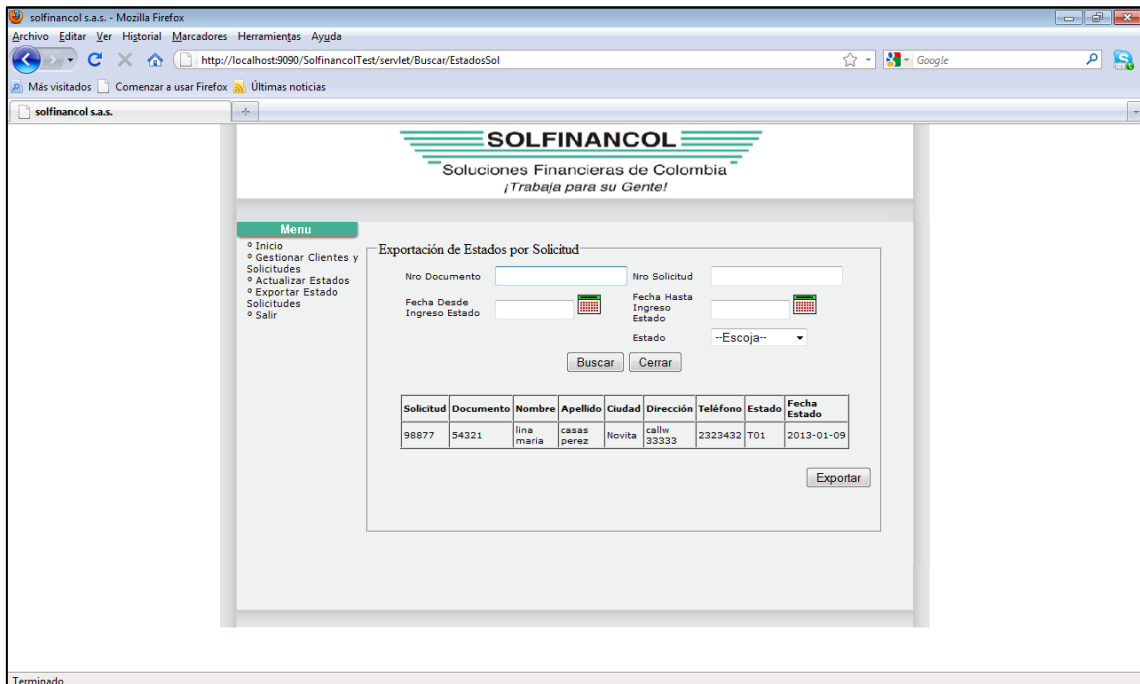 solfinancol s.a.s. - Mozilla Firefox
Archivo Editar Ver Historial Marcadores Herramientas Ayuda
http://localhost:9090/SolfinancolTest/servlet/Buscar/EstadosSol
Google
Más visitados Comenzar a usar Firefox Últimas noticias
solfinancol s.a.s.
SOLFINANCOL
Soluciones Financieras de Colombia
¡Trabaja para su Gente!
Menu
º Inicio
º Gestionar Clientes y
Solicitudes
º Actualizar Estados
º Exportar Estado
Solicitudes
º Salir
Exportación de Estados por Solicitud
Nro Documento
Nro Solicitud
Fecha Desde
Ingreso Estado
Fecha Hasta
Ingreso
Estado
Estado
--Escoja--
Buscar Cerrar
Solicitud Documento Nombre Apellido Ciudad Dirección Teléfono Estado Fecha Estado
98877 54321 lina maria casas perez Novita callw 33333 2323432 T01 2013-01-09
Exportar
Terminado